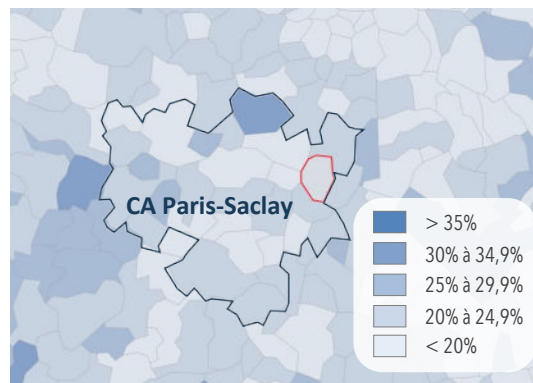 CA Paris-Saclay
> 35%
30% à 34,9%
25% à 29,9%
20% à 24,9%
< 20%